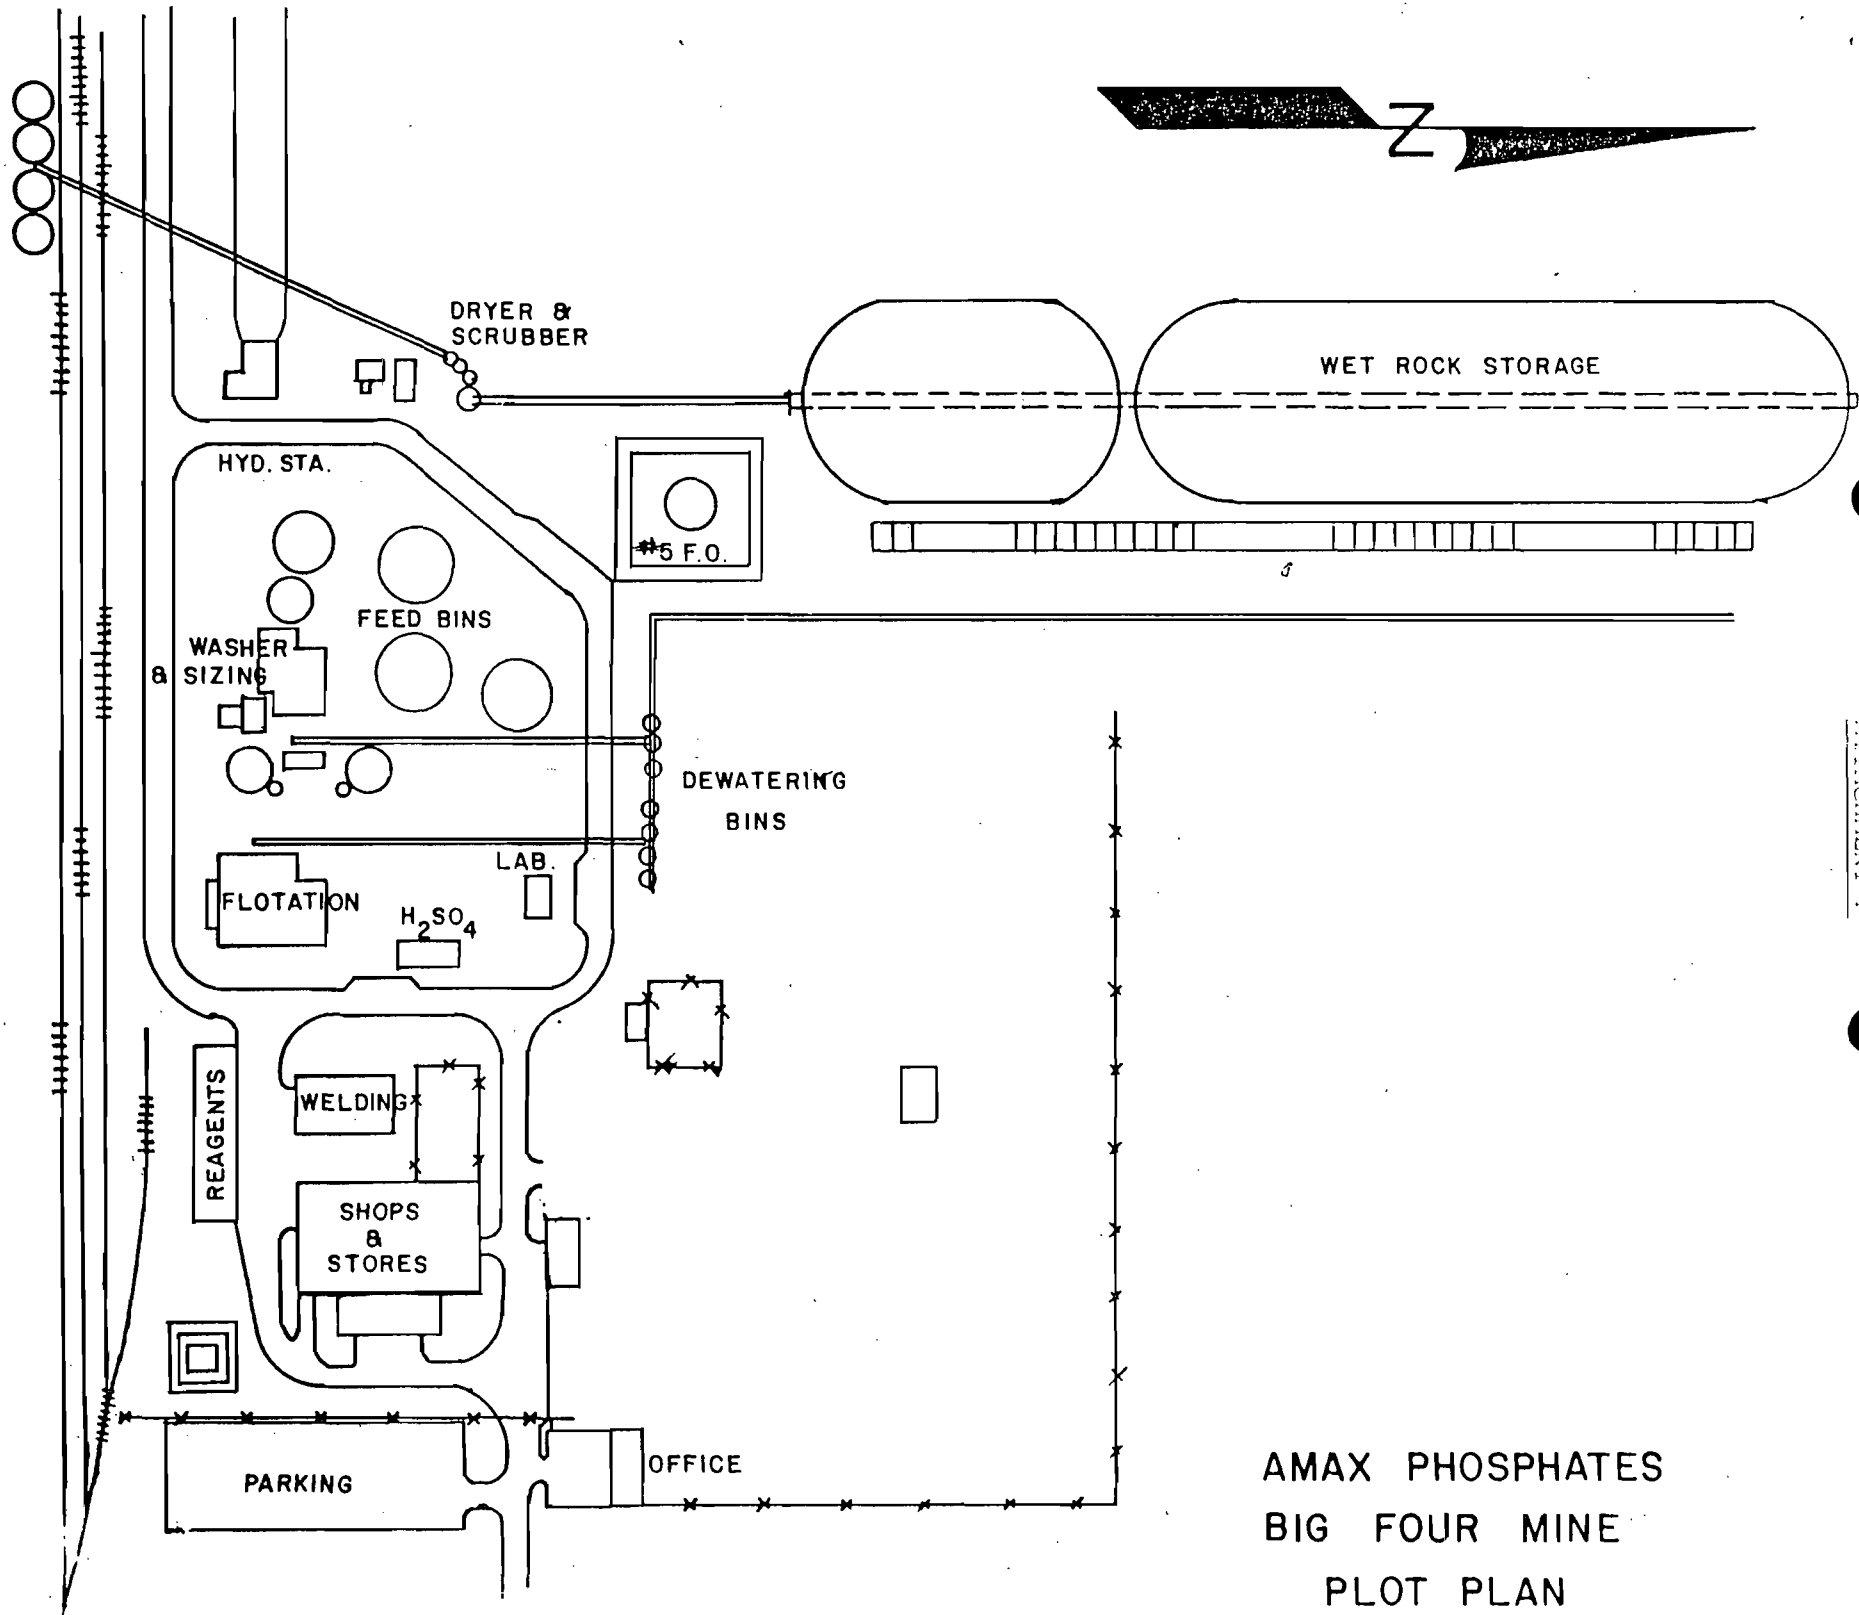 Z
DRYER &
SCRUBBER
WET ROCK STORAGE
HYD. STA.
#5 F.O.
FEED BINS
WASHER
& SIZING
DEWATERING
BINS
LAB.
FLOTATION
H2SO4
REAGENTS
WELDING
SHOPS
&
STORES
PARKING
OFFICE
AMAX PHOSPHATES
BIG FOUR MINE
PLOT PLAN